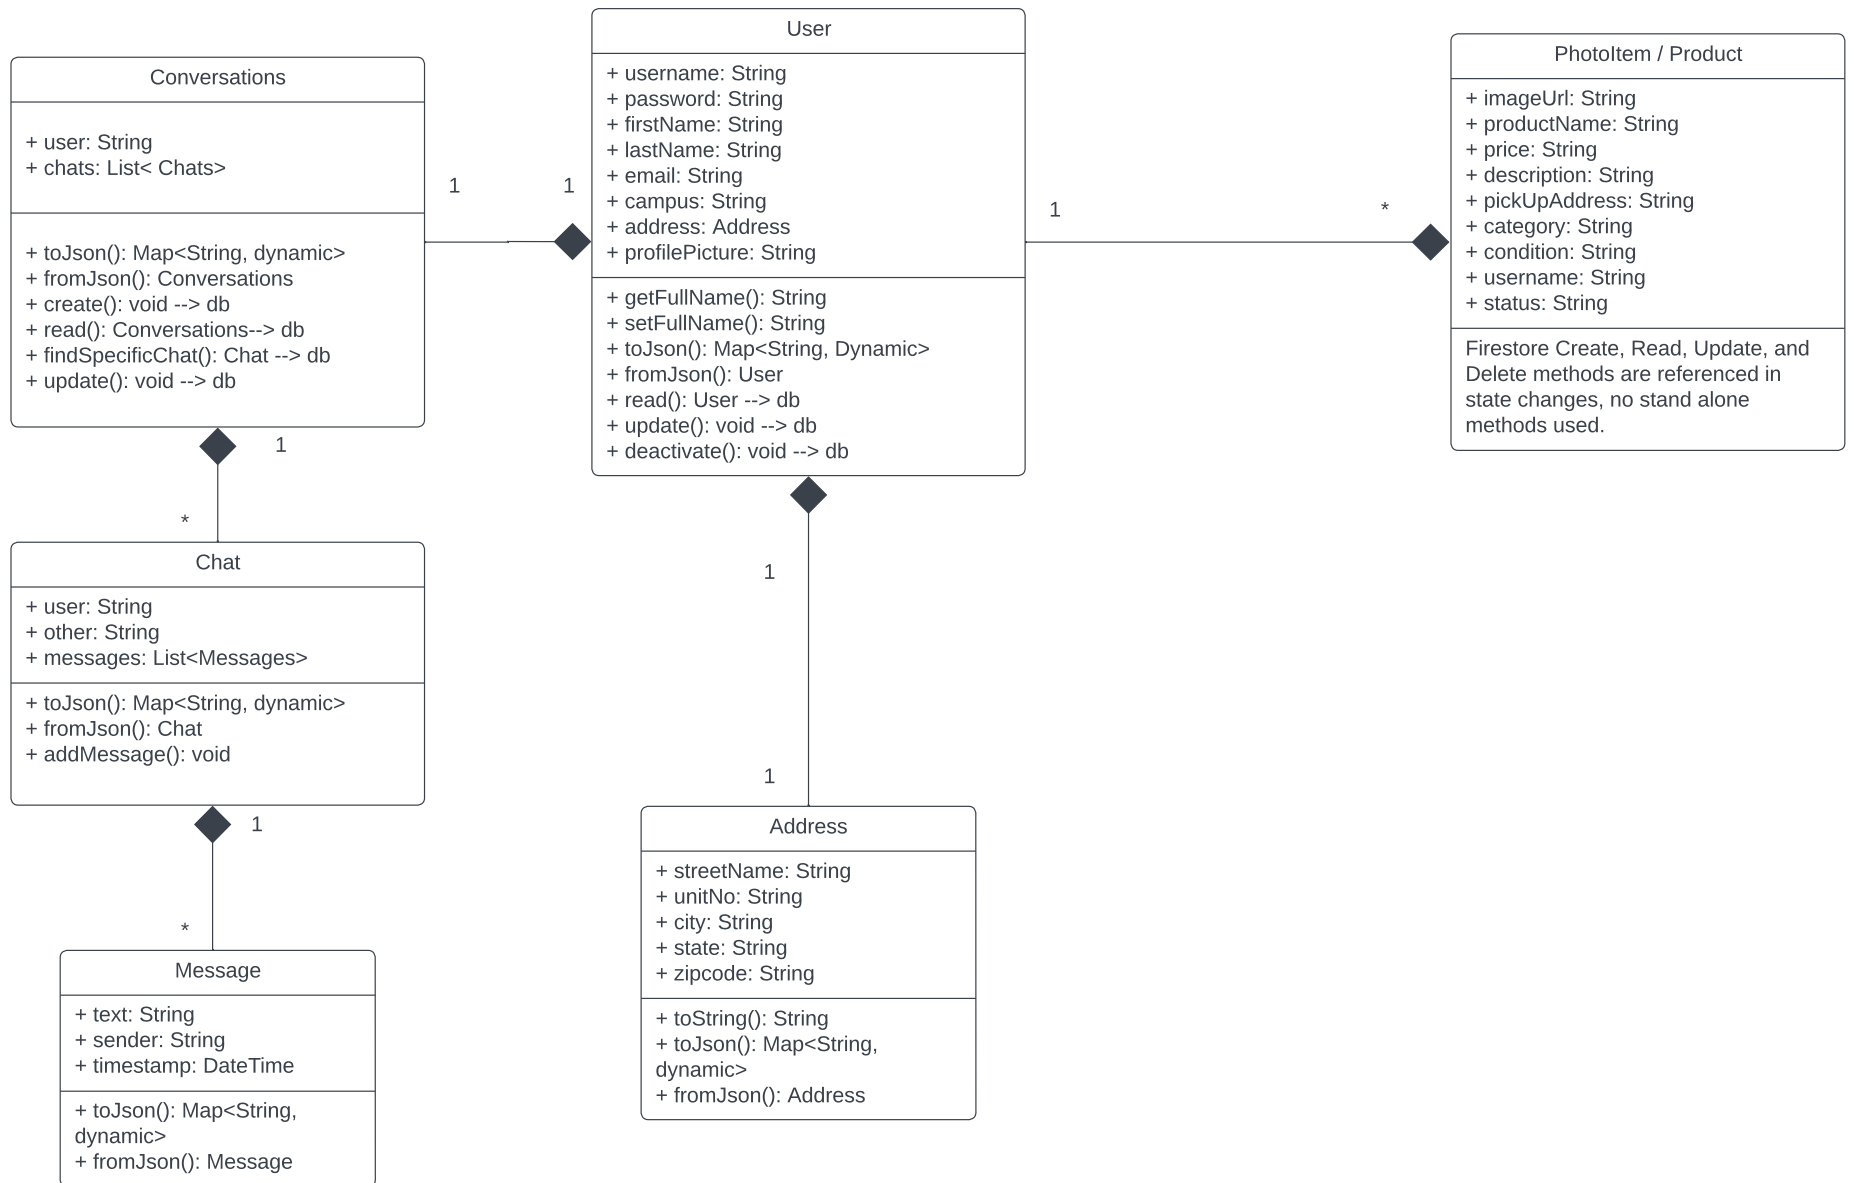 Conversations
+ user: String
+ chats: List< Chats>
+ toJson(): Map<String, dynamic>
+ fromJson(): Conversations
+ create(): void --> db
+ read(): Conversations--> db
+ findSpecificChat(): Chat --> db
+ update(): void --> db
1
1
User
+ username: String
+ password: String
+ firstName: String
+ lastName: String
+ email: String
+ campus: String
+ address: Address
+ profilePicture: String
+ getFullName(): String
+ setFullName(): String
+ toJson(): Map<String, Dynamic>
+ fromJson(): User
+ read(): User --> db
+ update(): void --> db
+ deactivate(): void --> db
1
*
PhotoItem / Product
+ imageUrl: String
+ productName: String
+ price: String
+ description: String
+ pickUpAddress: String
+ category: String
+ condition: String
+ username: String
+ status: String
Firestore Create, Read, Update, and
Delete methods are referenced in
state changes, no stand alone
methods used.
1
*
Chat
+ user: String
+ other: String
+ messages: List<Messages>
+ toJson(): Map<String, dynamic>
+ fromJson(): Chat
+ addMessage(): void
1
*
Message
+ text: String
+ sender: String
+ timestamp: DateTime
+ toJson(): Map<String,
dynamic>
+ fromJson(): Message
1
1
Address
+ streetName: String
+ unitNo: String
+ city: String
+ state: String
+ zipcode: String
+ toString(): String
+ toJson(): Map<String,
dynamic>
+ fromJson(): Address